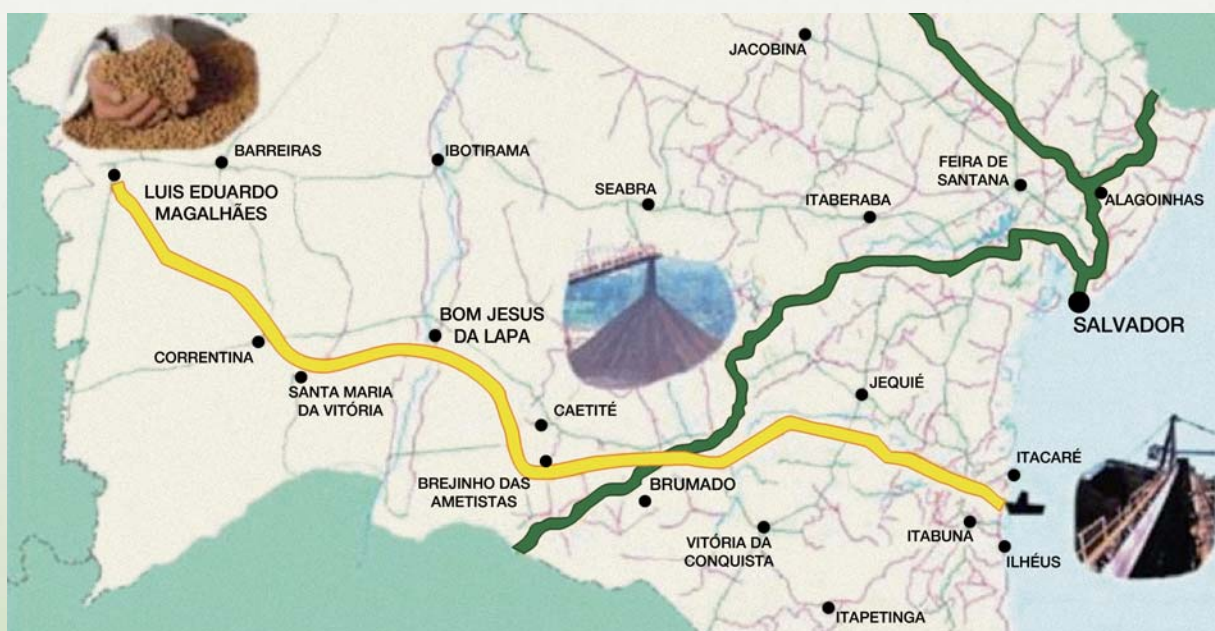 JACOBINA
BARREIRAS
IBOTIRAMA
FEIRA DE
SANTANA
LUIS EDUARDO
MAGALHÃES
SEABRA
ITABERABA
ALAGOINHAS
BOM JESUS
DA LAPA
SALVADOR
CORRENTINA
SANTA MARIA
DA VITÓRIA
JEQUIÉ
CAETITÉ
ITACARÉ
BREJINHO DAS
AMETISTAS
BRUMADO
VITÓRIA DA
CONQUISTA
ITABUNA
ILHÉUS
ITAPETINGA